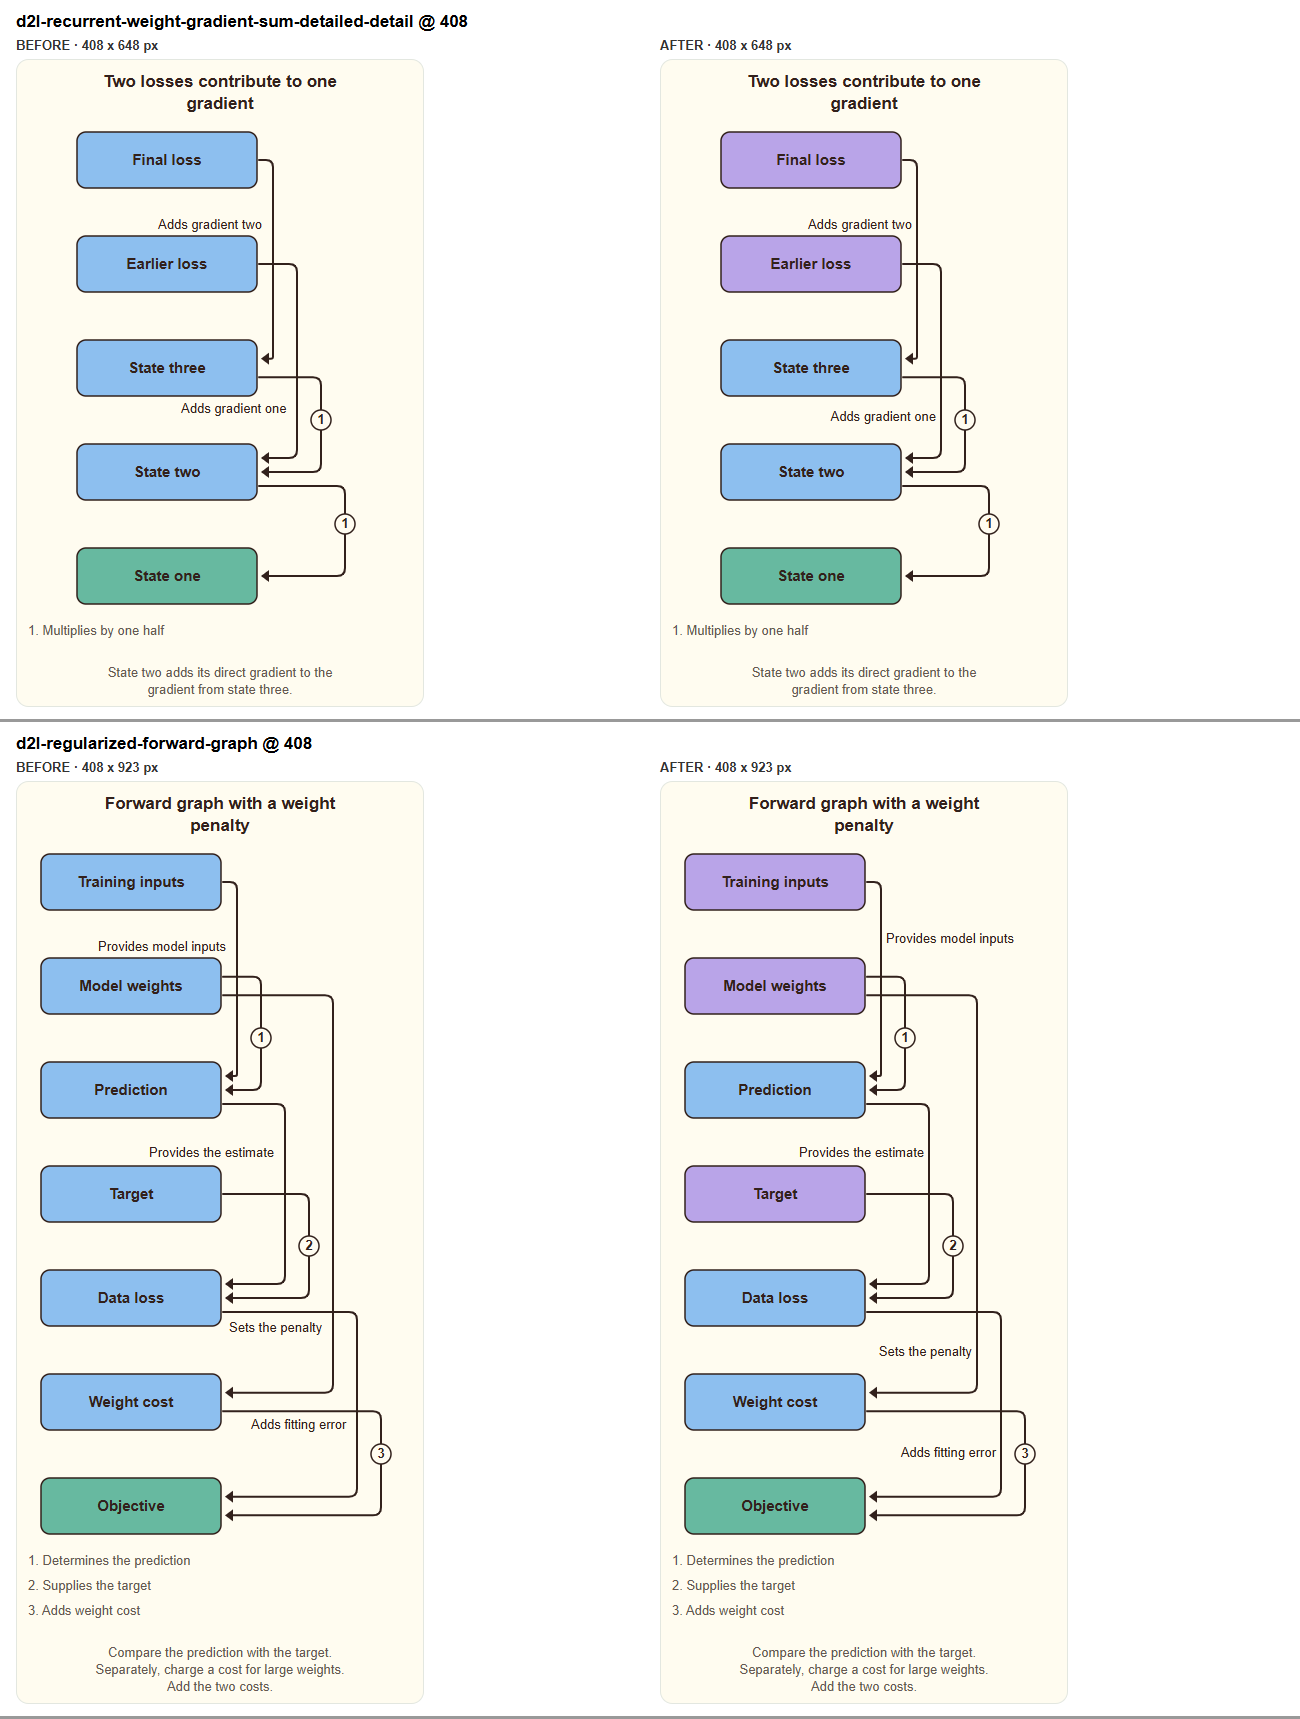 d2l-recurrent-weight-gradient-sum-detailed-detail @ 408
BEFORE · 408 x 648 px
Two losses contribute to one
gradient
Final loss
Adds gradient two
Earlier loss
State three
Adds gradient one
1
State two
1
State one
1. Multiplies by one half
State two adds its direct gradient to the
gradient from state three.
AFTER · 408 x 648 px
Two losses contribute to one
gradient
Final loss
Adds gradient two
Earlier loss
State three
Adds gradient one
1
State two
1
State one
1. Multiplies by one half
State two adds its direct gradient to the
gradient from state three.
d2l-regularized-forward-graph @ 408
BEFORE · 408 x 923 px
Forward graph with a weight
penalty
Training inputs
Provides model inputs
Model weights
1
Prediction
Provides the estimate
Target
2
Data loss
Sets the penalty
Weight cost
Adds fitting error
3
Objective
1. Determines the prediction
2. Supplies the target
3. Adds weight cost
Compare the prediction with the target.
Separately, charge a cost for large weights.
Add the two costs.
AFTER · 408 x 923 px
Forward graph with a weight
penalty
Training inputs
Provides model inputs
Model weights
1
Prediction
Provides the estimate
Target
2
Data loss
Sets the penalty
Weight cost
Adds fitting error
3
Objective
1. Determines the prediction
2. Supplies the target
3. Adds weight cost
Compare the prediction with the target.
Separately, charge a cost for large weights.
Add the two costs.